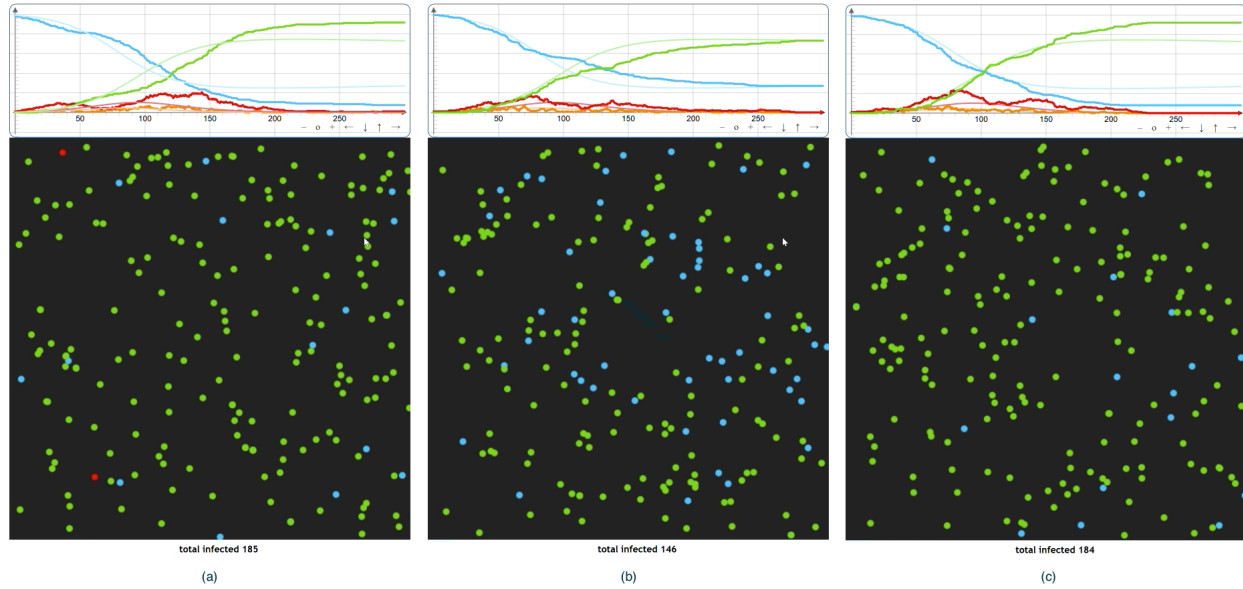 50 100 150 200 250
− o + ← ↓ ↑ →
50 100 150 200 250
− o + ← ↓ ↑ →
50 100 150 200 250
− o + ← ↓ ↑ →
total infected 185
total infected 146
total infected 184
(a)
(b)
(c)